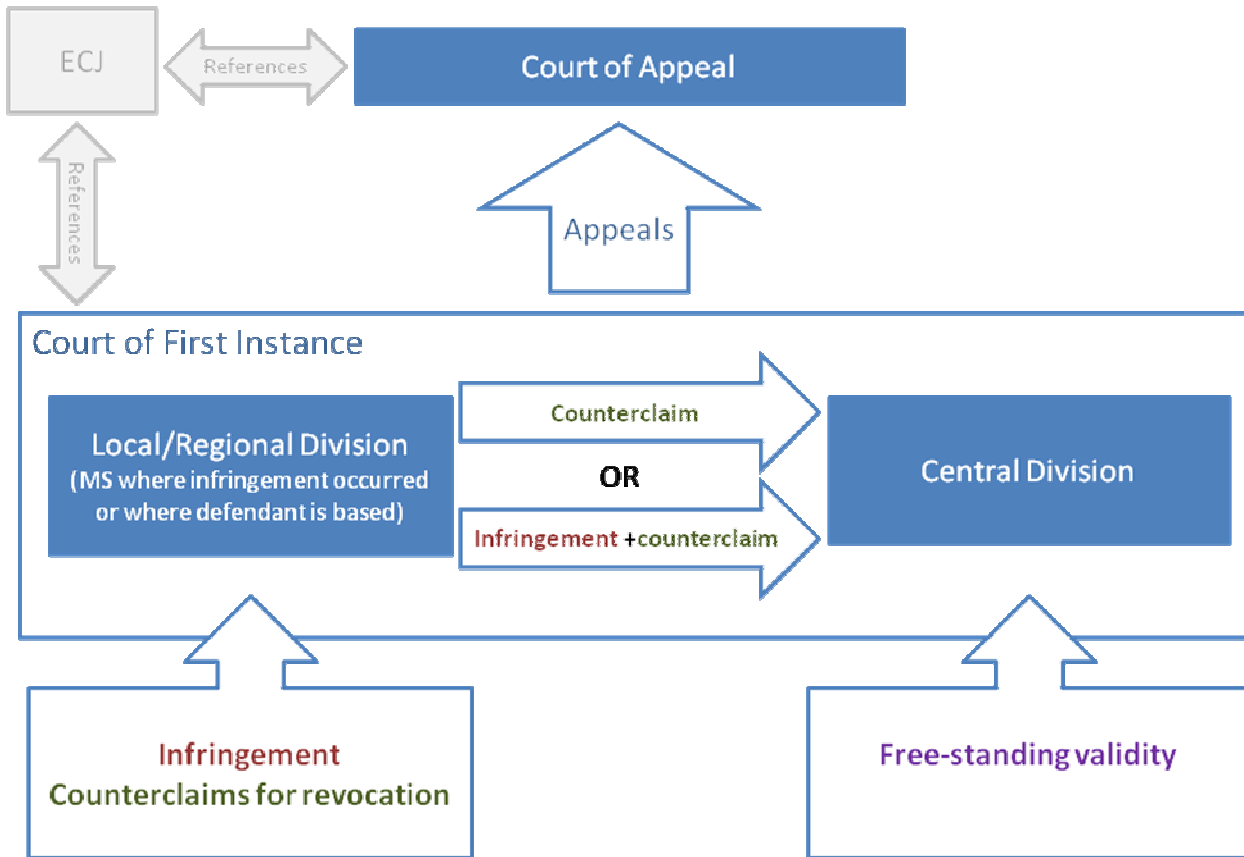 ECJ
References
Court of Appeal
References
Appeals
Court of First Instance
Local/Regional Division
(MS where infringement occurred
or where defendant is based)
Counterclaim
OR
Infringement +counterclaim
Central Division
Infringement
Counterclaims for revocation
Free-standing validity